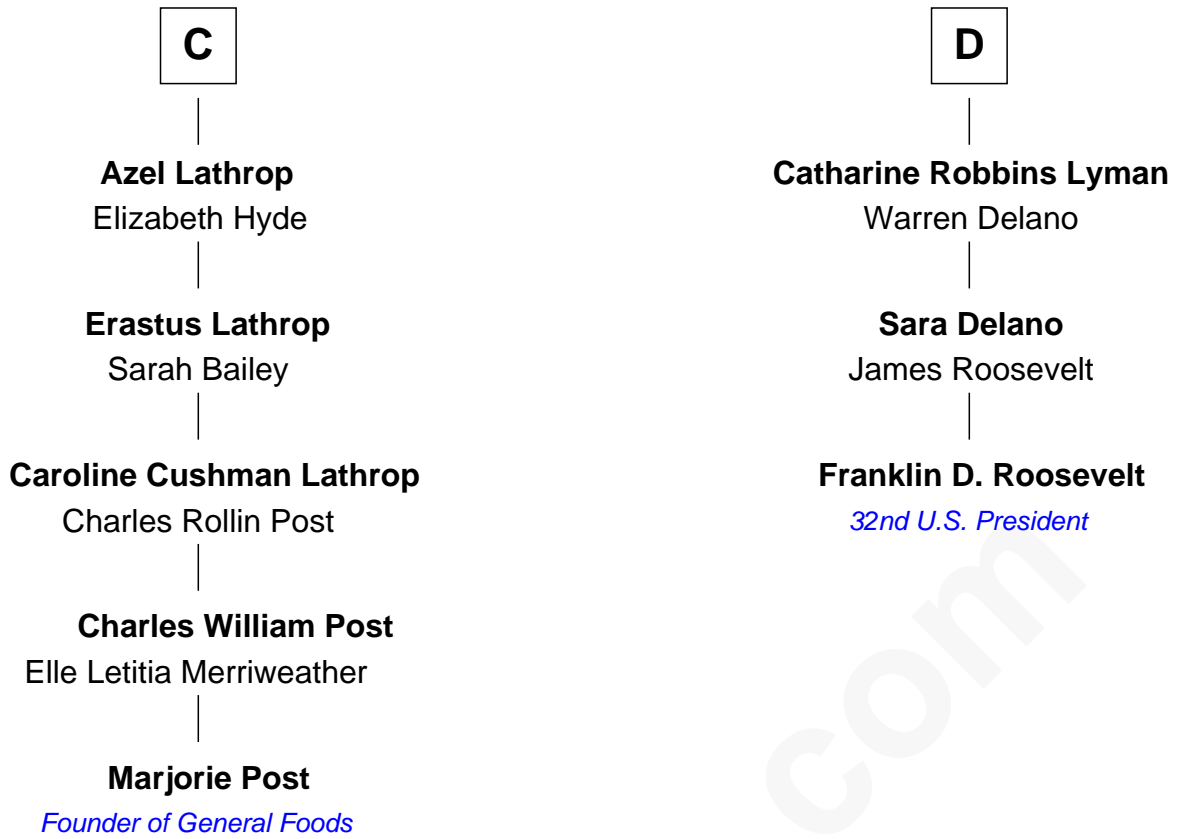 C
Azel Lathrop
Elizabeth Hyde
Erastus Lathrop
Sarah Bailey
Caroline Cushman Lathrop
Charles Rollin Post
Charles William Post
Elle Letitia Merriweather
Marjorie Post
Founder of General Foods
D
Catharine Robbins Lyman
Warren Delano
Sara Delano
James Roosevelt
Franklin D. Roosevelt
32nd U.S. President
com